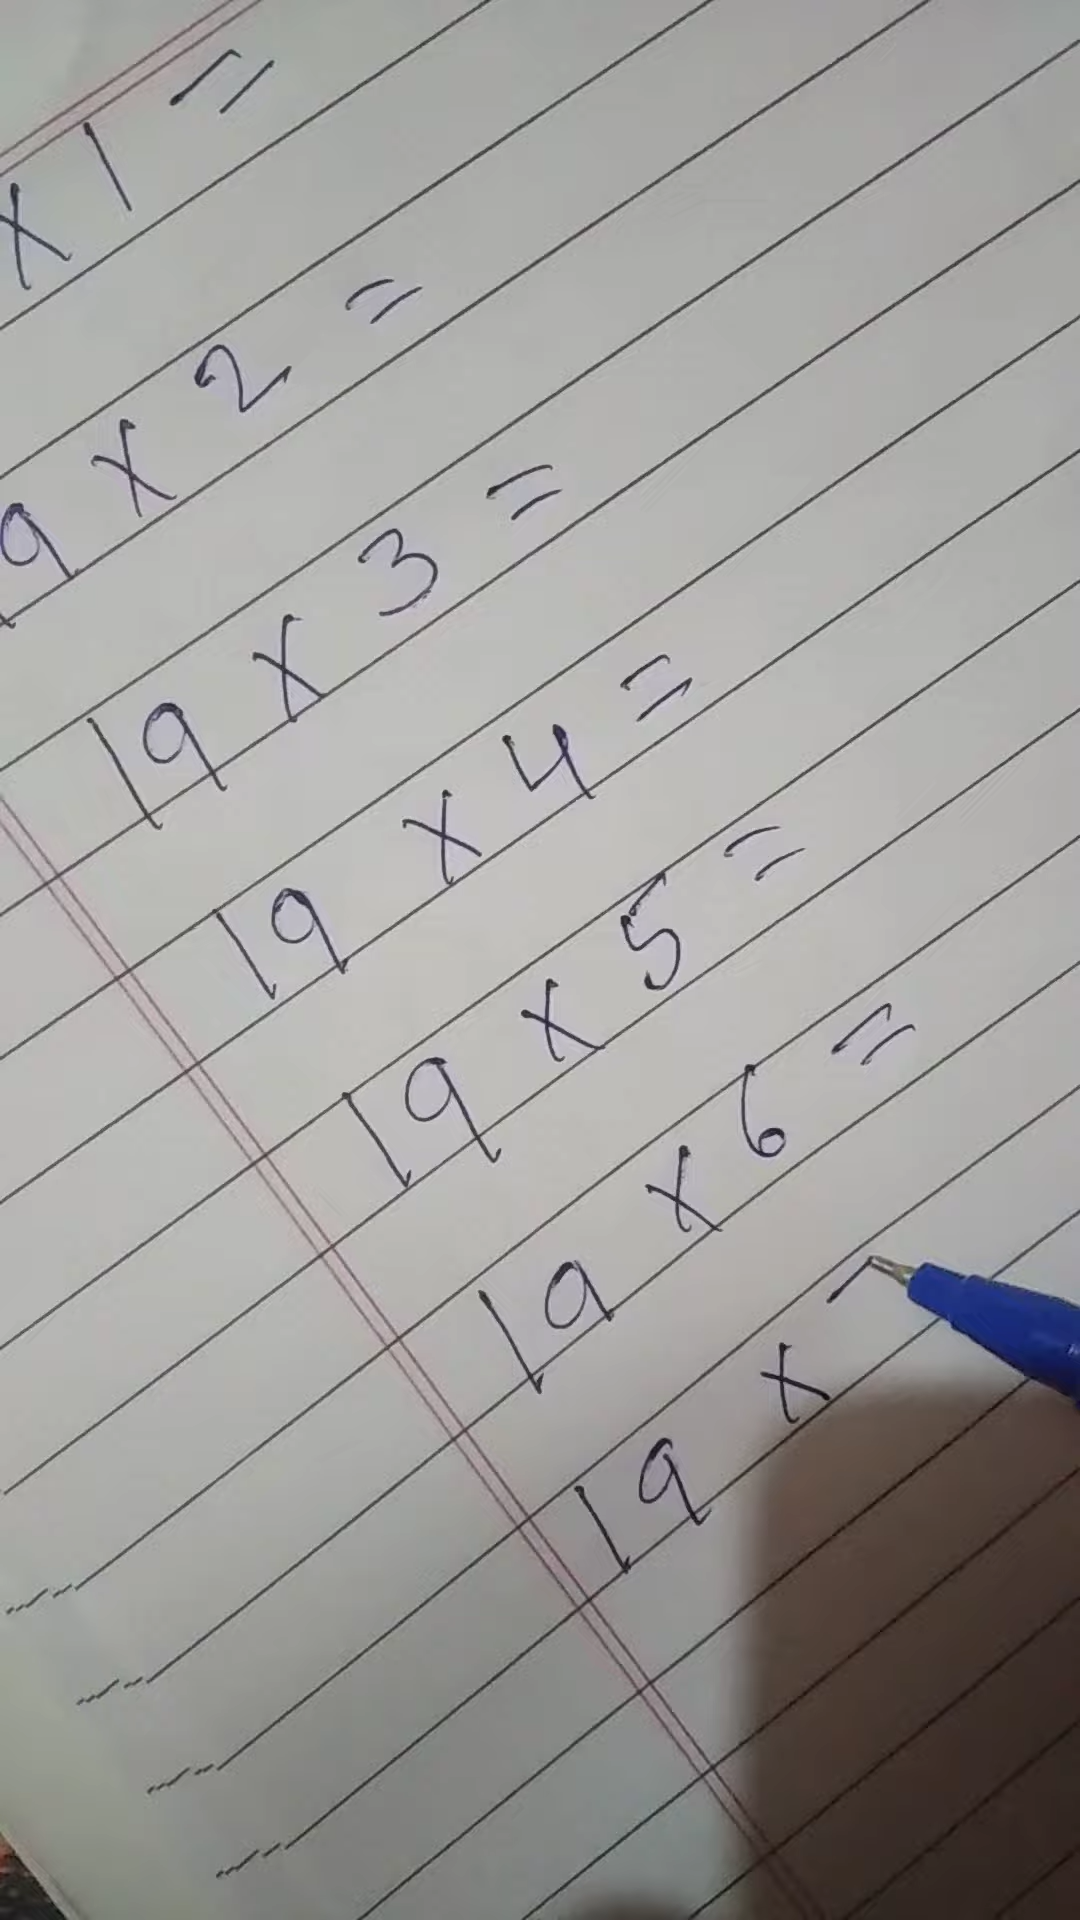 x 1 =
9 x 2 =
19 x 3 =
19 x 4 =
19 x 5 =
19 x 6 =
19 x